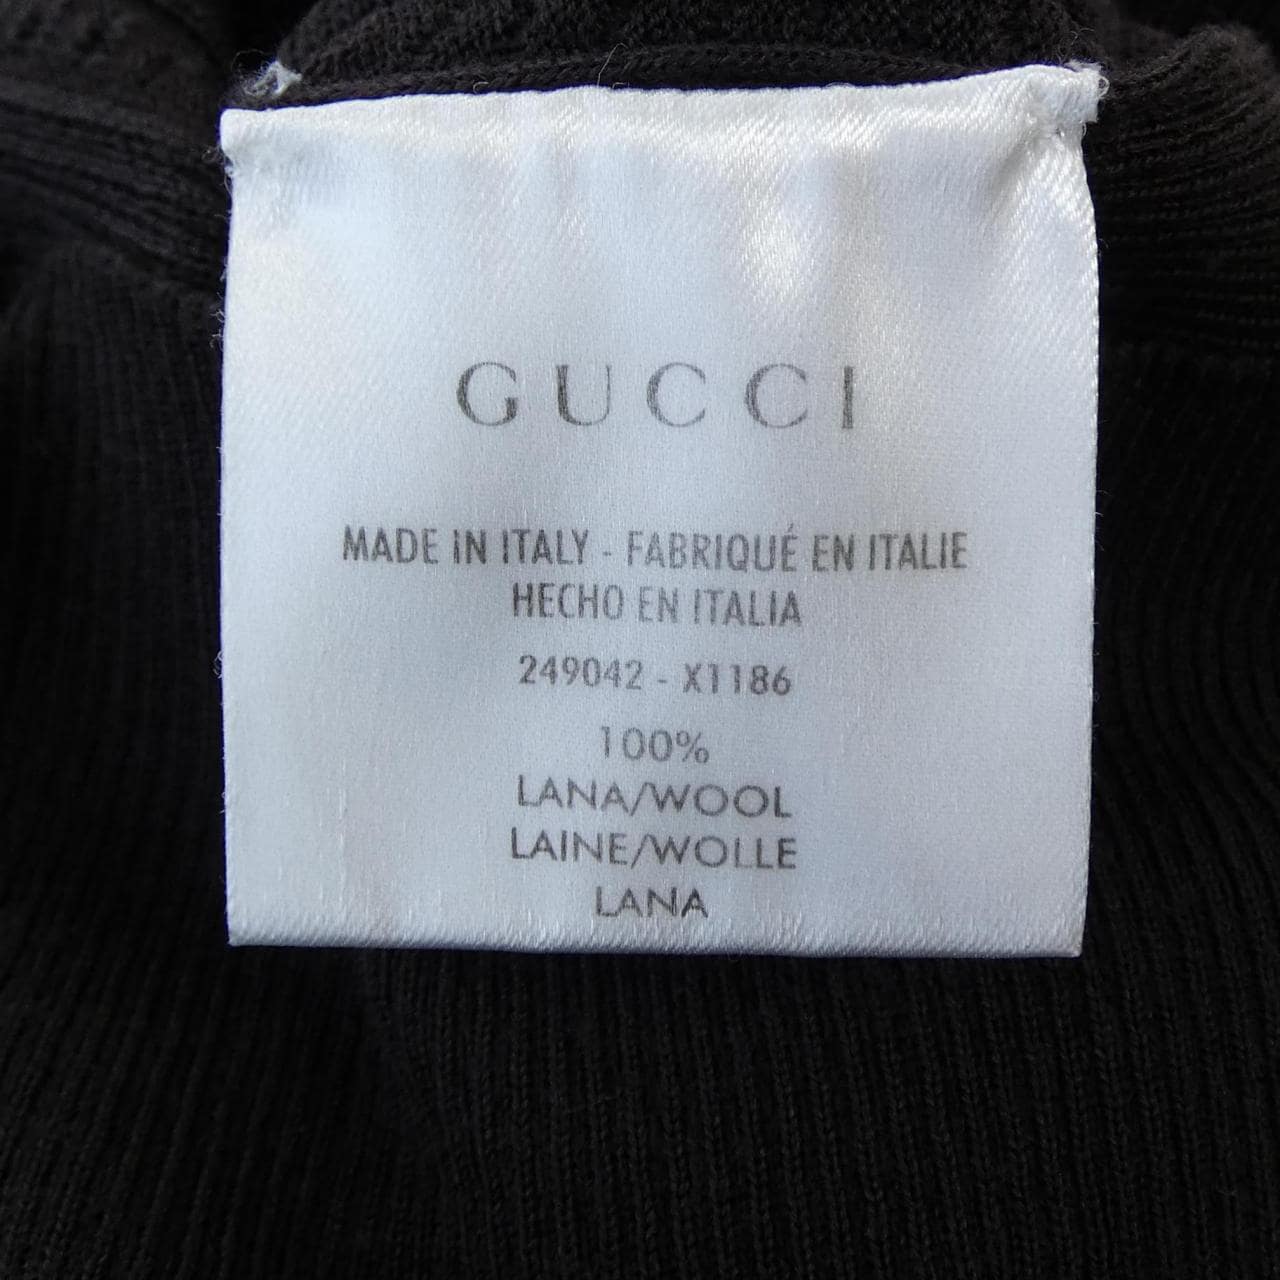 GUCCI
MADE IN ITALY - FABRIQUÉ EN ITALIE
HECHO EN ITALIA
249042 - X1186
100%
LANA/WOOL
LAINE/WOLLE
LANA